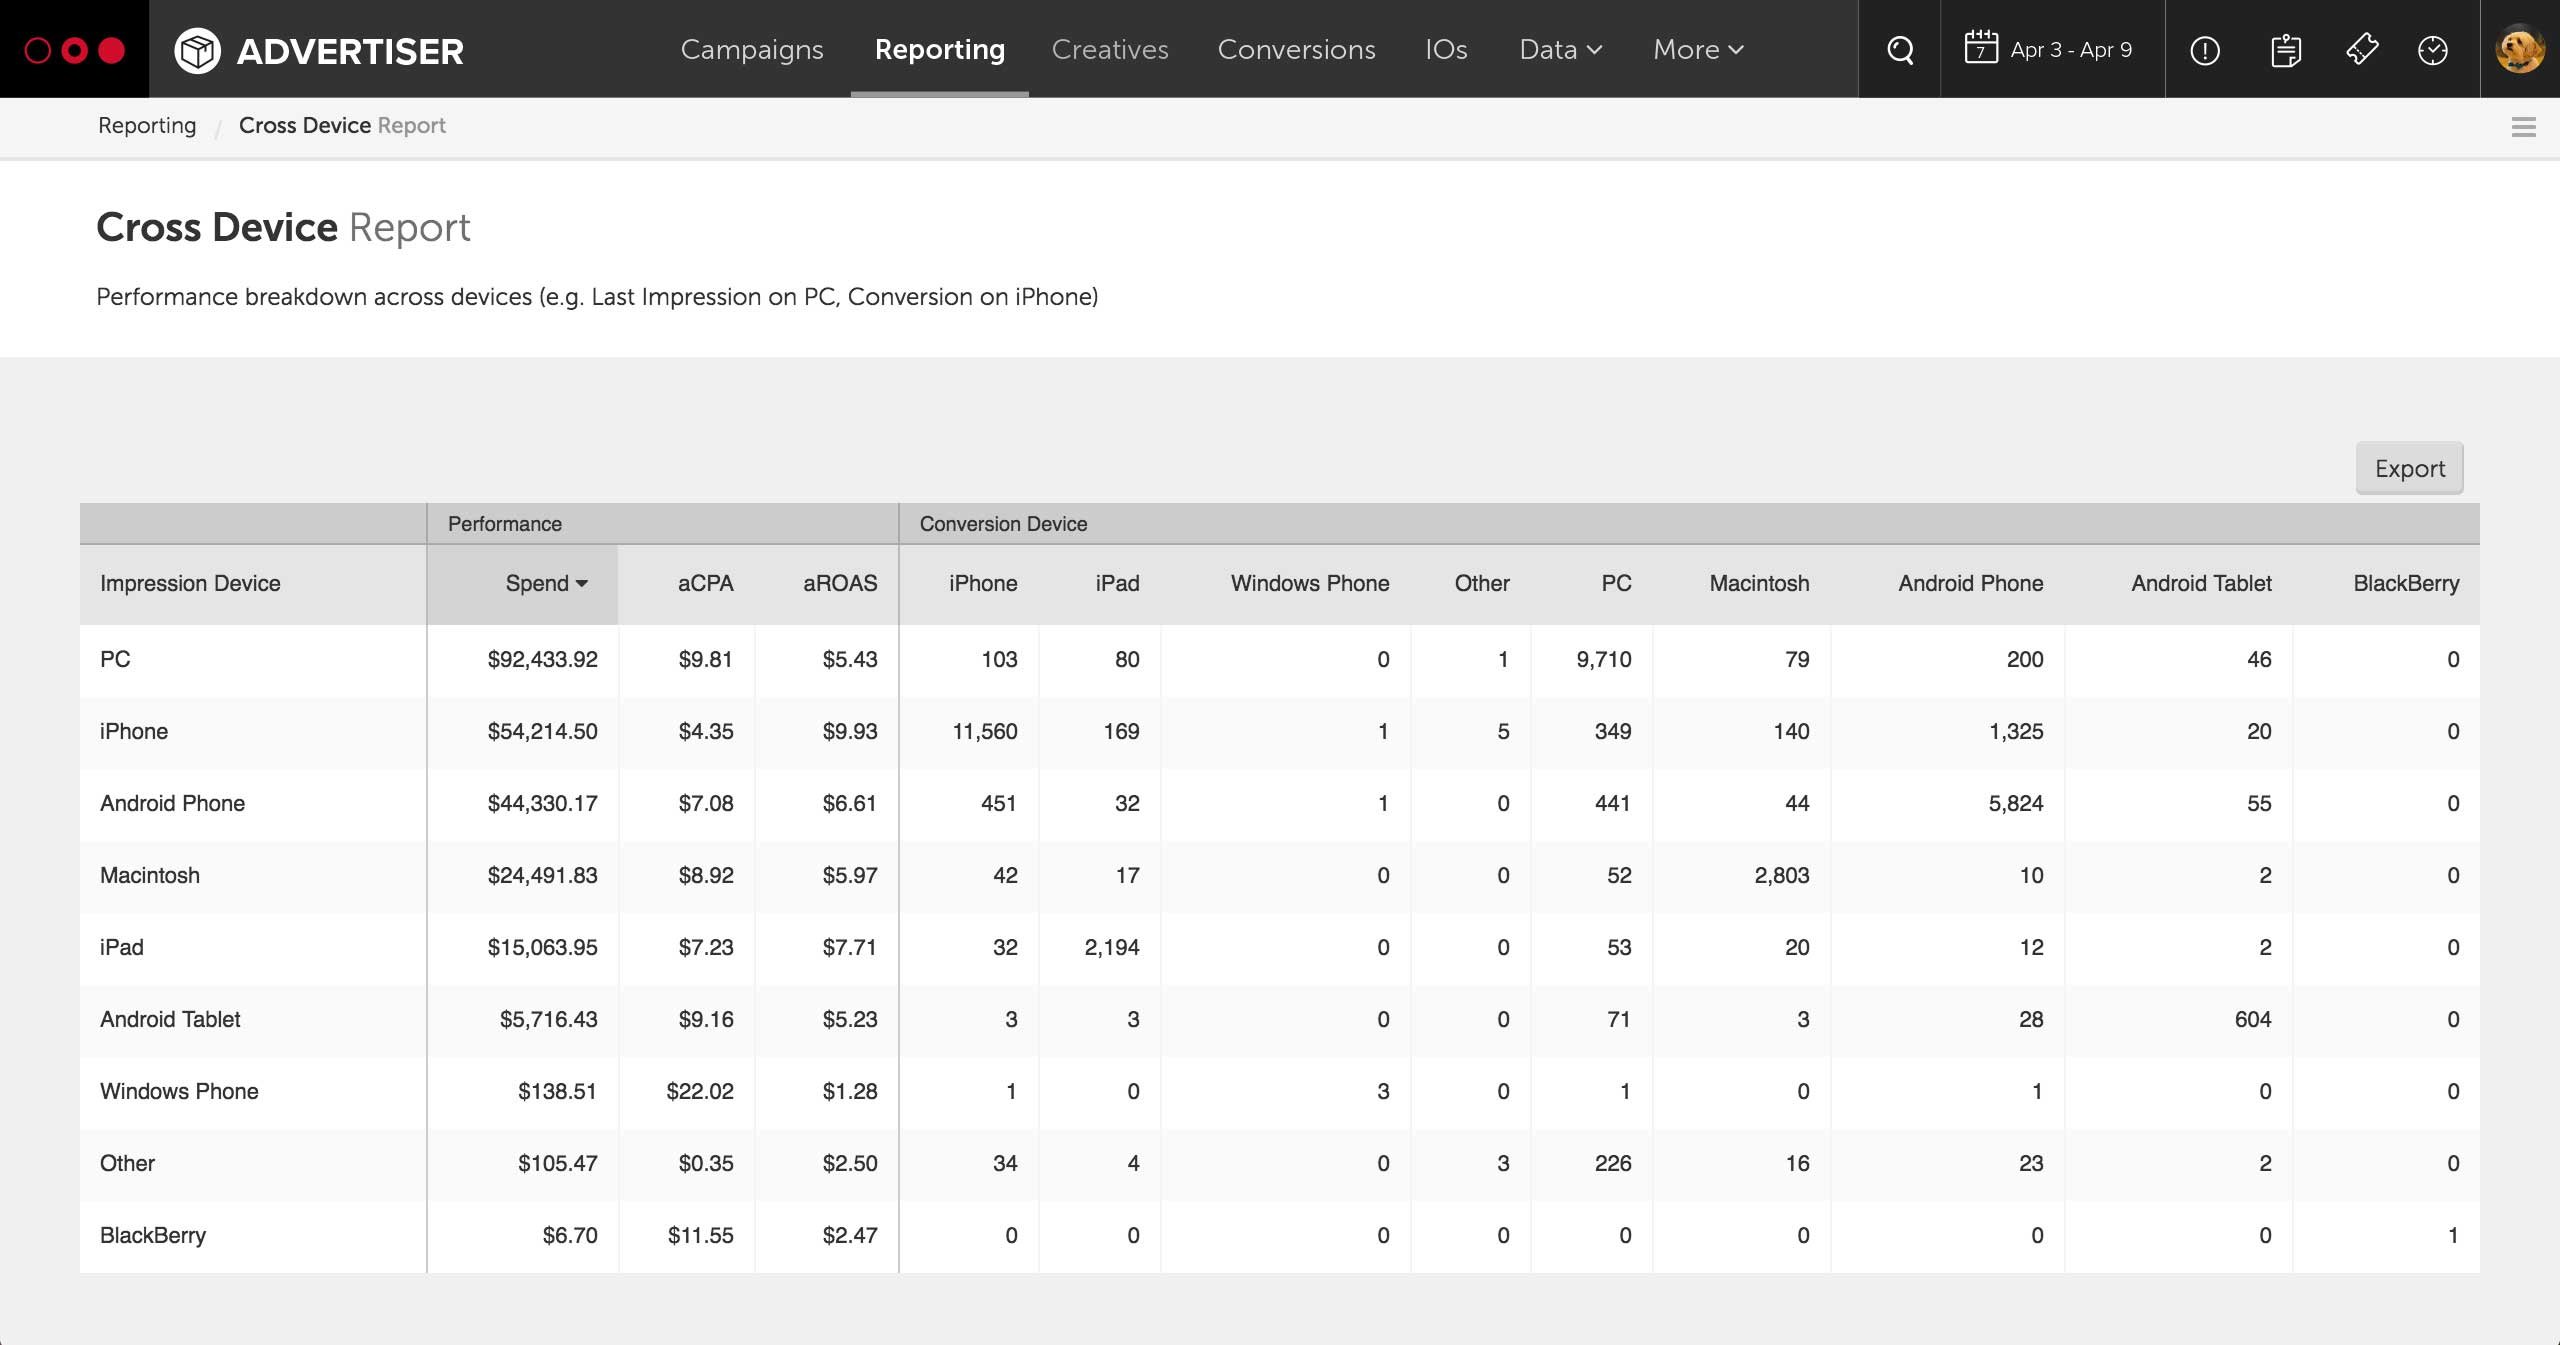 ADVERTISER Campaigns Reporting Creatives Conversions IOs Data More 7 Apr 3 - Apr 9
Reporting / Cross Device Report
Cross Device Report
Performance breakdown across devices (e.g. Last Impression on PC, Conversion on iPhone)
Export
Performance Conversion Device
Impression Device Spend aCPA aROAS iPhone iPad Windows Phone Other PC Macintosh Android Phone Android Tablet BlackBerry
PC $92,433.92 $9.81 $5.43 103 80 0 1 9,710 79 200 46 0
iPhone $54,214.50 $4.35 $9.93 11,560 169 1 5 349 140 1,325 20 0
Android Phone $44,330.17 $7.08 $6.61 451 32 1 0 441 44 5,824 55 0
Macintosh $24,491.83 $8.92 $5.97 42 17 0 0 52 2,803 10 2 0
iPad $15,063.95 $7.23 $7.71 32 2,194 0 0 53 20 12 2 0
Android Tablet $5,716.43 $9.16 $5.23 3 3 0 0 71 3 28 604 0
Windows Phone $138.51 $22.02 $1.28 1 0 3 0 1 0 1 0 0
Other $105.47 $0.35 $2.50 34 4 0 3 226 16 23 2 0
BlackBerry $6.70 $11.55 $2.47 0 0 0 0 0 0 0 0 1